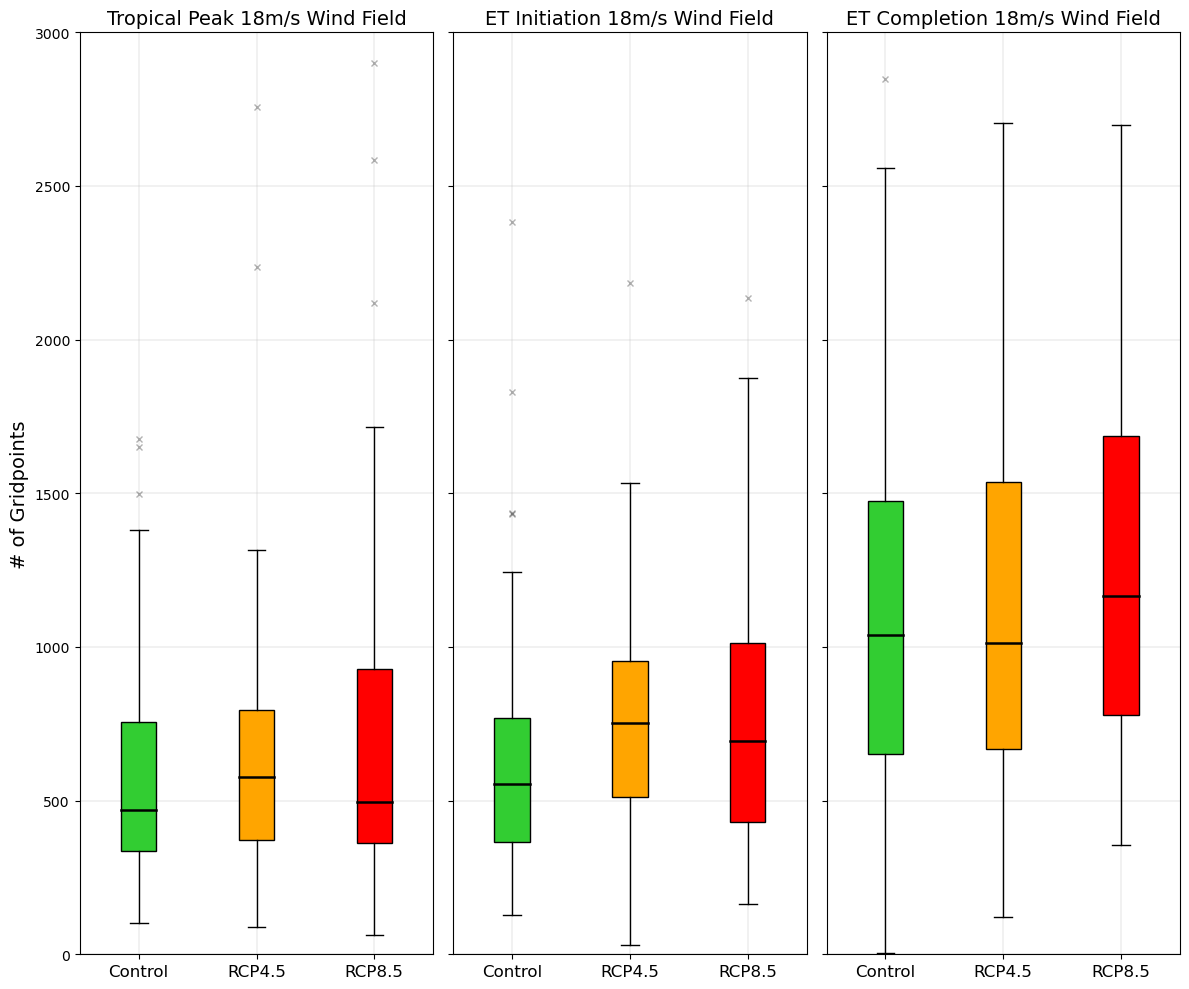 Tropical Peak 18m/s Wind Field
ET Initiation 18m/s Wind Field
ET Completion 18m/s Wind Field
# of Gridpoints
3000
2500
2000
1500
1000
500
0
Control RCP4.5 RCP8.5
Control RCP4.5 RCP8.5
Control RCP4.5 RCP8.5